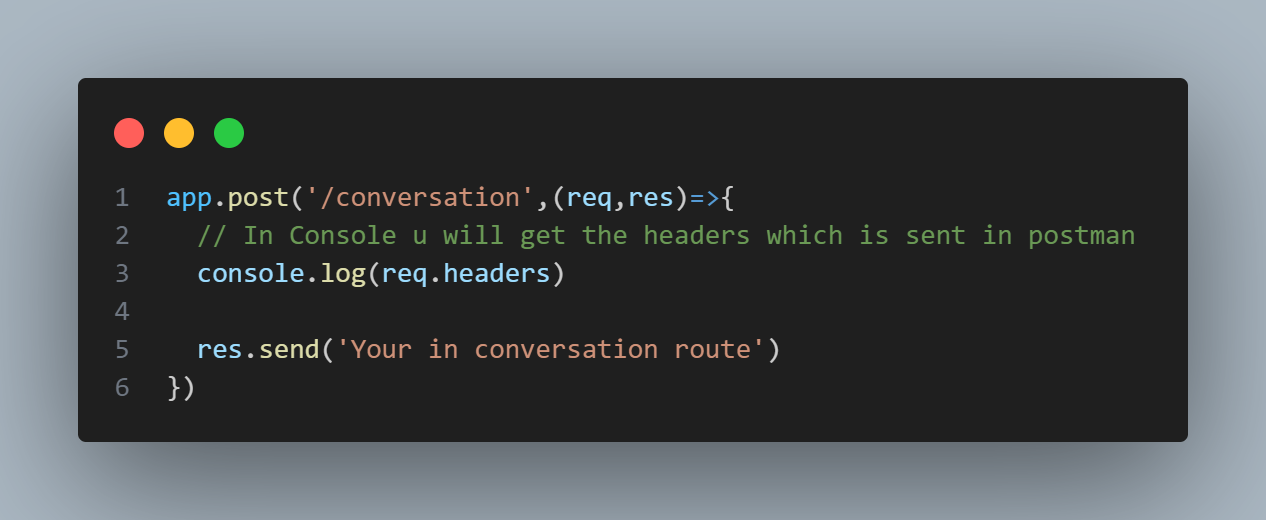 1 app.post('/conversation',(req,res)=>{
2 // In Console u will get the headers which is sent in postman
3 console.log(req.headers)
4
5 res.send('Your in conversation route')
6 })